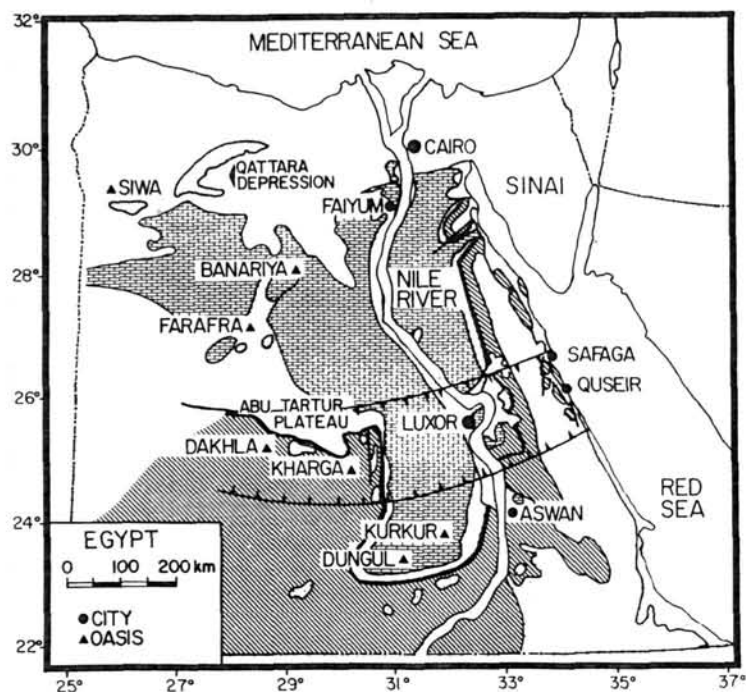 32°
MEDITERRANEAN SEA
30°
CAIRO
QATTARA
DEPRESSION
SIWA
SINAI
FAIYUM
28°
BANARIYA
NILE
RIVER
FARAFRA
SAFAGA
26°
QUSEIR
ABU TARTUR
PLATEAU
LUXOR
DAKHLA
KHARGA
RED
SEA
24°
ASWAN
KURKUR
EGYPT
DUNGUL
0 100 200 km
CITY
OASIS
22°
25° 27° 29° 31° 33° 35° 37°